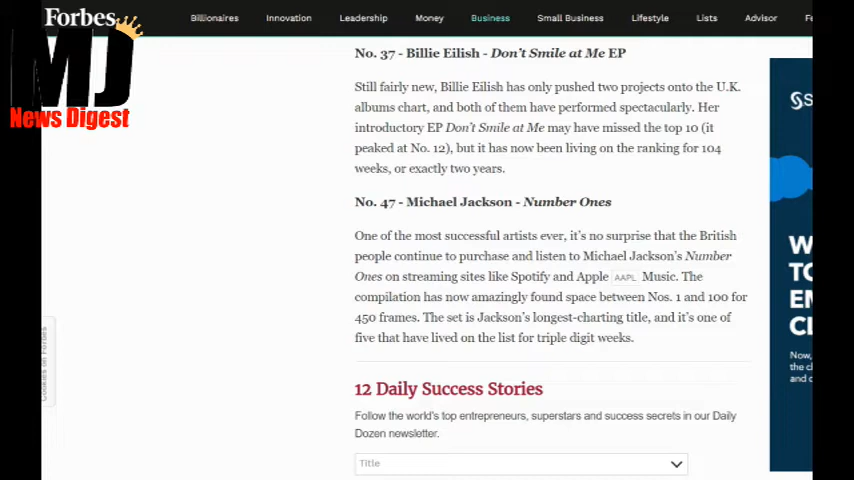 Forbes
Billionaires Innovation Leadership Money Business Small Business Lifestyle Lists Advisor
MJ
News Digest
No. 37 - Billie Eilish - Don't Smile at Me EP
Still fairly new, Billie Eilish has only pushed two projects onto the U.K.
albums chart, and both of them have performed spectacularly. Her
introductory EP Don't Smile at Me may have missed the top 10 (it
peaked at No. 12), but it has now been living on the ranking for 104
weeks, or exactly two years.
No. 47 - Michael Jackson - Number Ones
One of the most successful artists ever, it's no surprise that the British
people continue to purchase and listen to Michael Jackson's Number
Ones on streaming sites like Spotify and Apple AAPL Music. The
compilation has now amazingly found space between Nos. 1 and 100 for
450 frames. The set is Jackson's longest-charting title, and it's one of
five that have lived on the list for triple digit weeks.
Cookies on Forbes
12 Daily Success Stories
Follow the world's top entrepreneurs, superstars and success secrets in our Daily
Dozen newsletter.
Title
Now,
the cl
and c